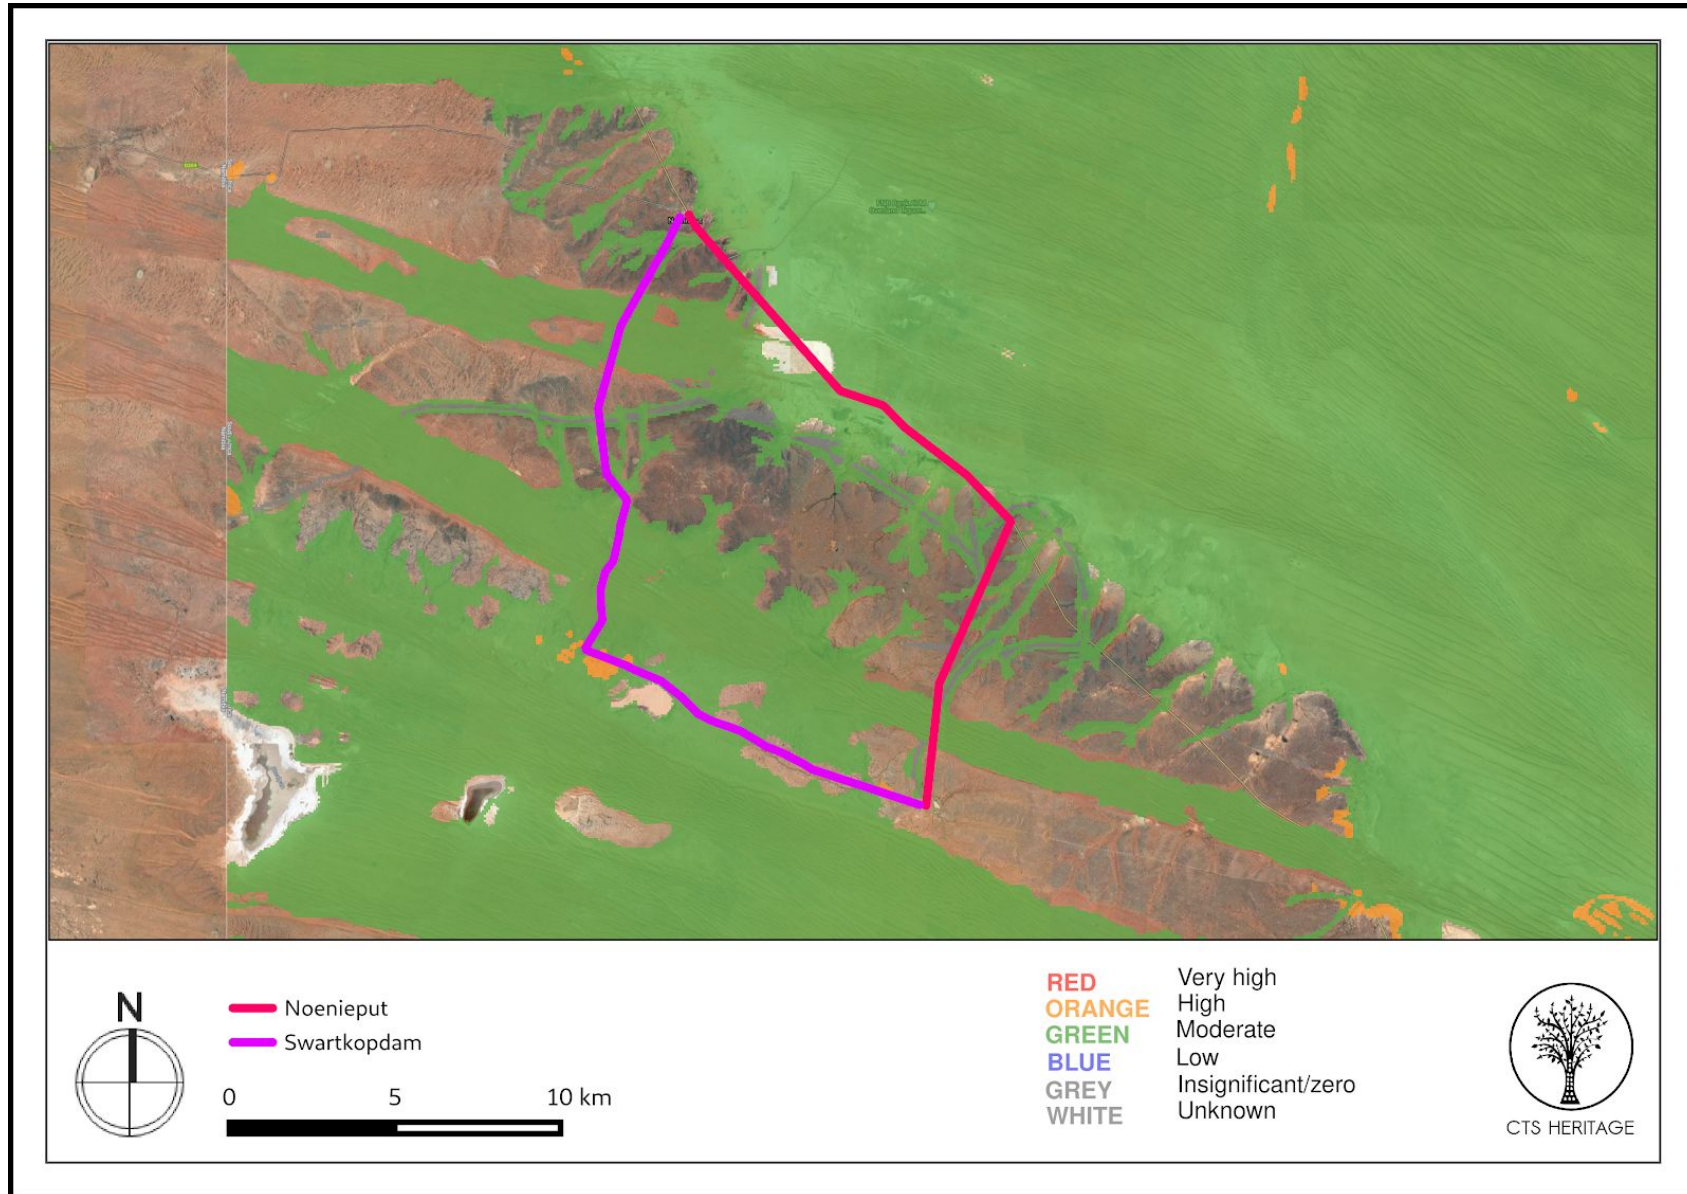 N
Noenieput
Swartkopdam
0 5 10 km
RED Very high
ORANGE High
GREEN Moderate
BLUE Low
GREY Insignificant/zero
WHITE Unknown
CTS HERITAGE